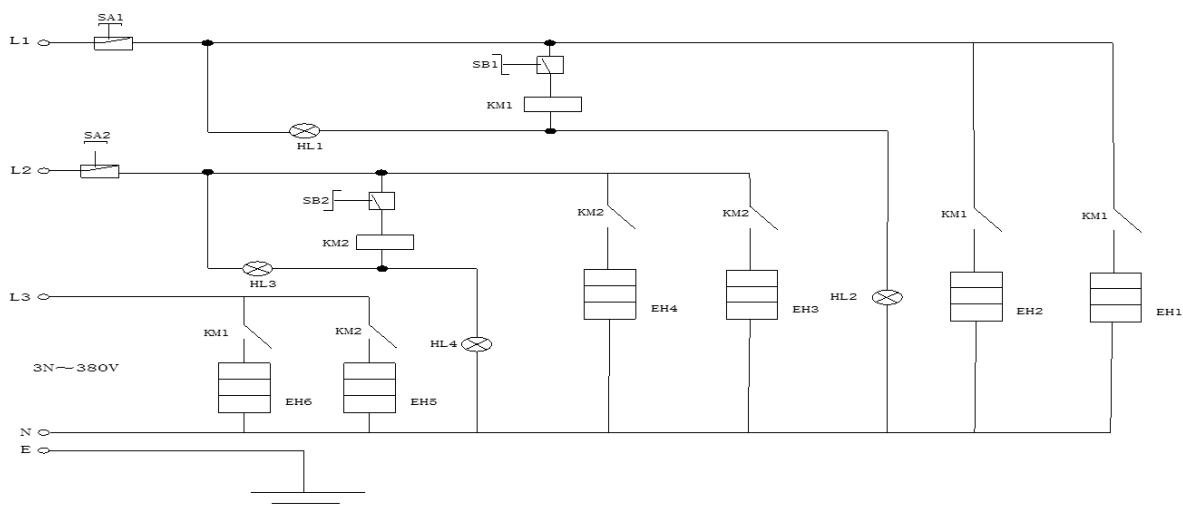 SA1
L1
SB1
KM1
HL1
SA2
L2
SB2
KM2
HL3
KM2
KM2
KM1
KM1
L3
HL2
EH4
EH3
EH2
EH1
KM1
KM2
HL4
3N～380V
EH6
EH5
N
E